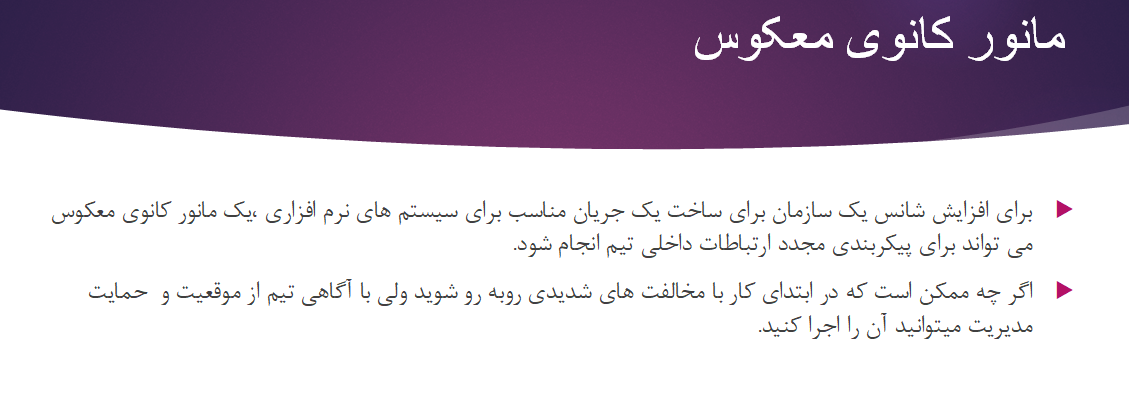 مانور کانوی معکوس
برای افزایش شانس یک سازمان برای ساخت یک جریان مناسب برای سیستم های نرم افزاری ،یک مانور کانوی معکوس
می تواند برای پیکربندی مجدد ارتباطات داخلی تیم انجام شود.
اگر چه ممکن است که در ابتدای کار با مخالفت های شدیدی روبه رو شوید ولی با آگاهی تیم از موقعیت و  حمایت
مدیریت میتوانید آن را اجرا کنید.